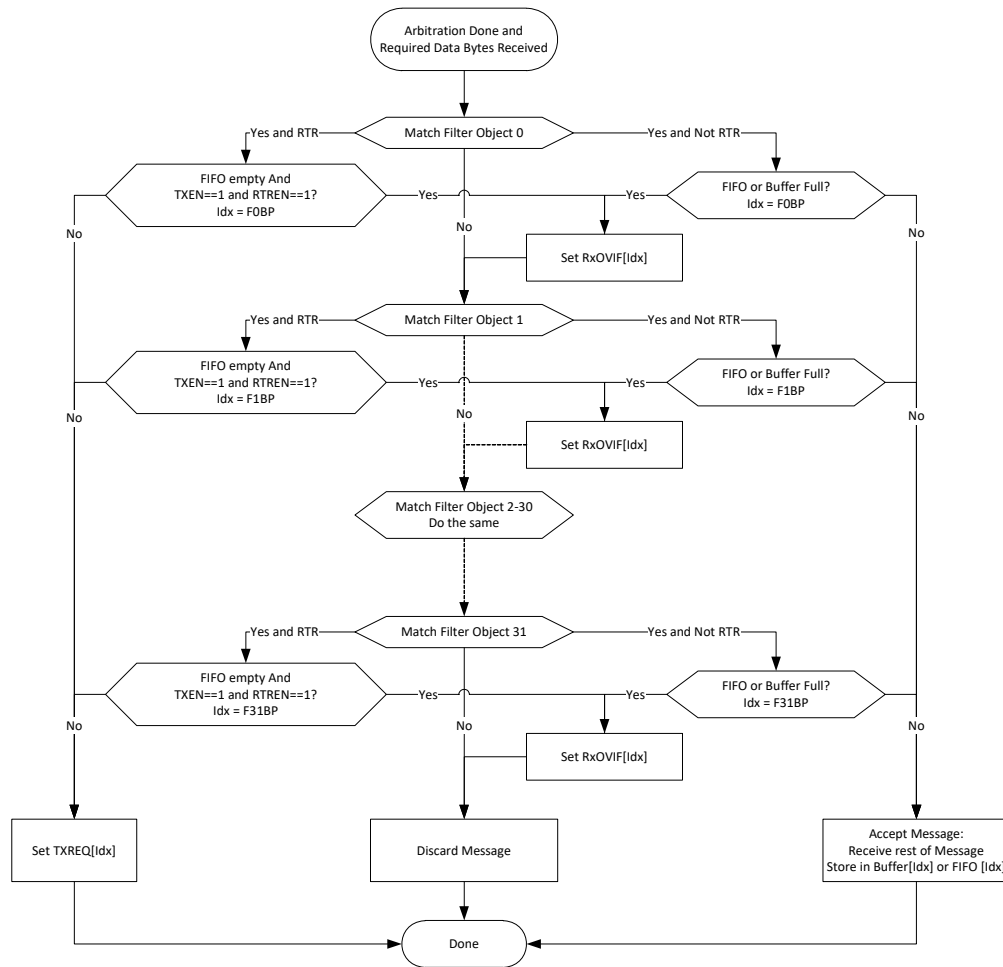 Arbitration Done and
Required Data Bytes Received
Yes and RTR
Match Filter Object 0
Yes and Not RTR
FIFO empty And
TXEN==1 and RTREN==1?
Idx = F0BP
Yes
Yes
FIFO or Buffer Full?
Idx = F0BP
No
No
No
Set RxOVIF[Idx]
Yes and RTR
Match Filter Object 1
Yes and Not RTR
FIFO empty And
TXEN==1 and RTREN==1?
Idx = F1BP
Yes
Yes
FIFO or Buffer Full?
Idx = F1BP
No
No
No
Set RxOVIF[Idx]
Match Filter Object 2-30
Do the same
Yes and RTR
Match Filter Object 31
Yes and Not RTR
FIFO empty And
TXEN==1 and RTREN==1?
Idx = F31BP
Yes
Yes
FIFO or Buffer Full?
Idx = F31BP
No
No
No
Set RxOVIF[Idx]
Set TXREQ[Idx]
Discard Message
Accept Message:
Receive rest of Message
Store in Buffer[Idx] or FIFO [Idx]
Done